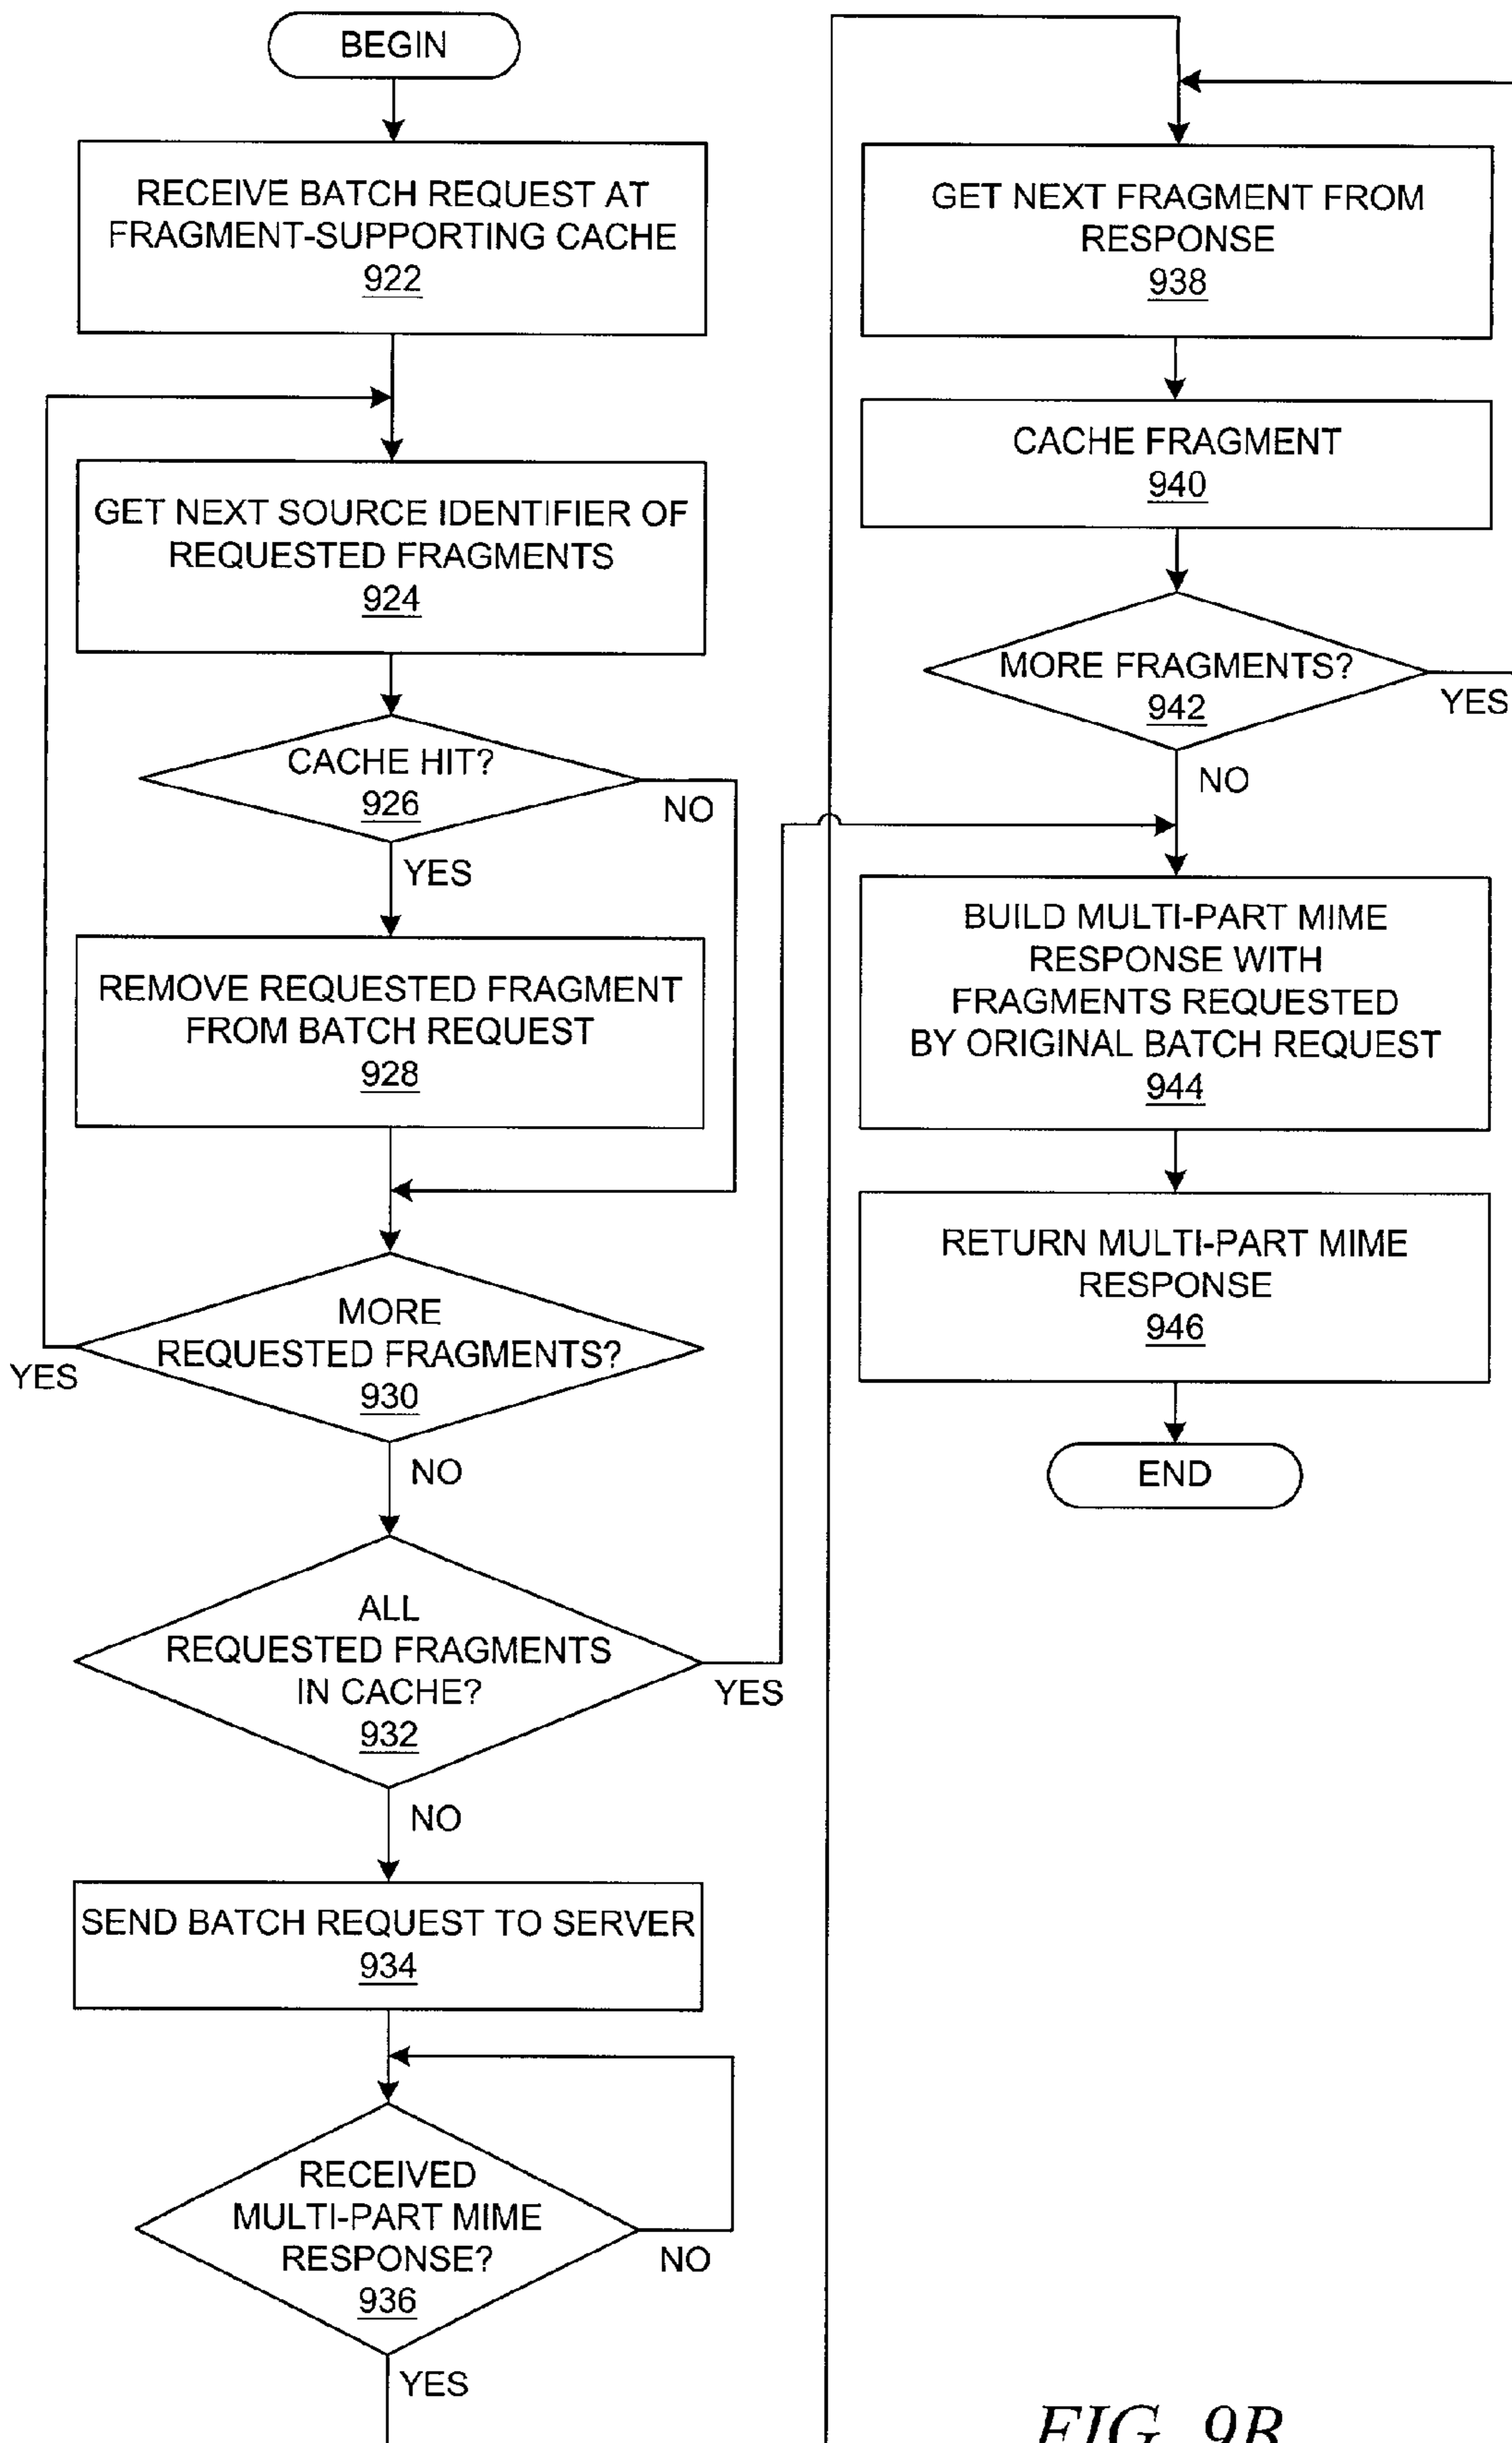 BEGIN
RECEIVE BATCH REQUEST AT
FRAGMENT-SUPPORTING CACHE
922
GET NEXT SOURCE IDENTIFIER OF
REQUESTED FRAGMENTS
924
CACHE HIT?
926
NO
YES
REMOVE REQUESTED FRAGMENT
FROM BATCH REQUEST
928
MORE
REQUESTED FRAGMENTS?
930
YES
NO
ALL
REQUESTED FRAGMENTS
IN CACHE?
932
YES
NO
SEND BATCH REQUEST TO SERVER
934
RECEIVED
MULTI-PART MIME
RESPONSE?
936
NO
YES
GET NEXT FRAGMENT FROM
RESPONSE
938
CACHE FRAGMENT
940
MORE FRAGMENTS?
942
YES
NO
BUILD MULTI-PART MIME
RESPONSE WITH
FRAGMENTS REQUESTED
BY ORIGINAL BATCH REQUEST
944
RETURN MULTI-PART MIME
RESPONSE
946
END
FIG. 9B